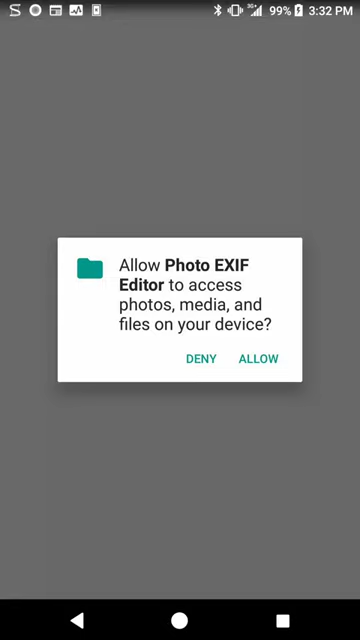 3G 99% 3:32 PM
Allow Photo EXIF
Editor to access
photos, media, and
files on your device?
DENY ALLOW